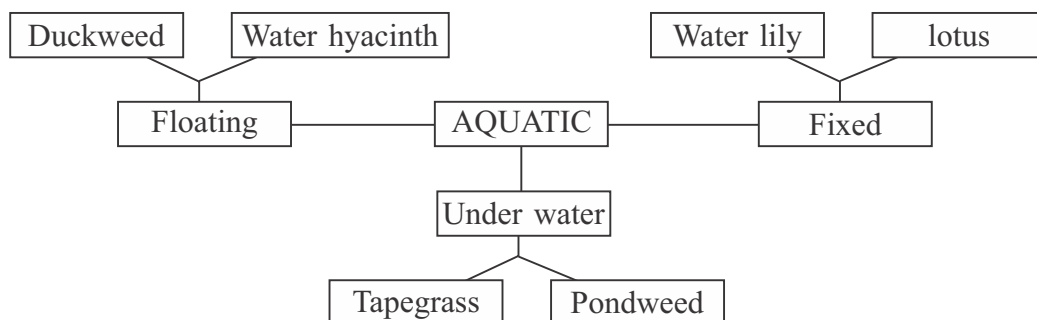 Duckweed
Water hyacinth
Water lily
lotus
Floating
AQUATIC
Fixed
Under water
Tapegrass
Pondweed